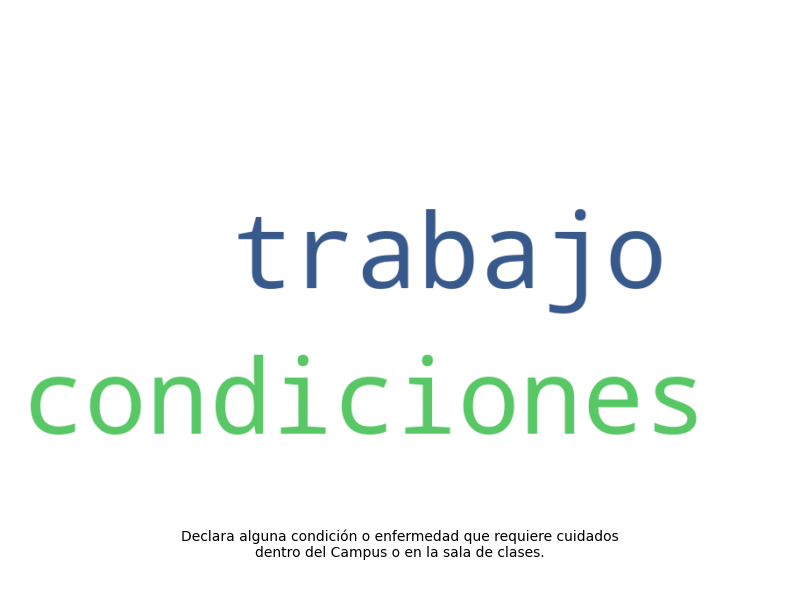 trabajo
condiciones
Declara alguna condición o enfermedad que requiere cuidados
dentro del Campus o en la sala de clases.